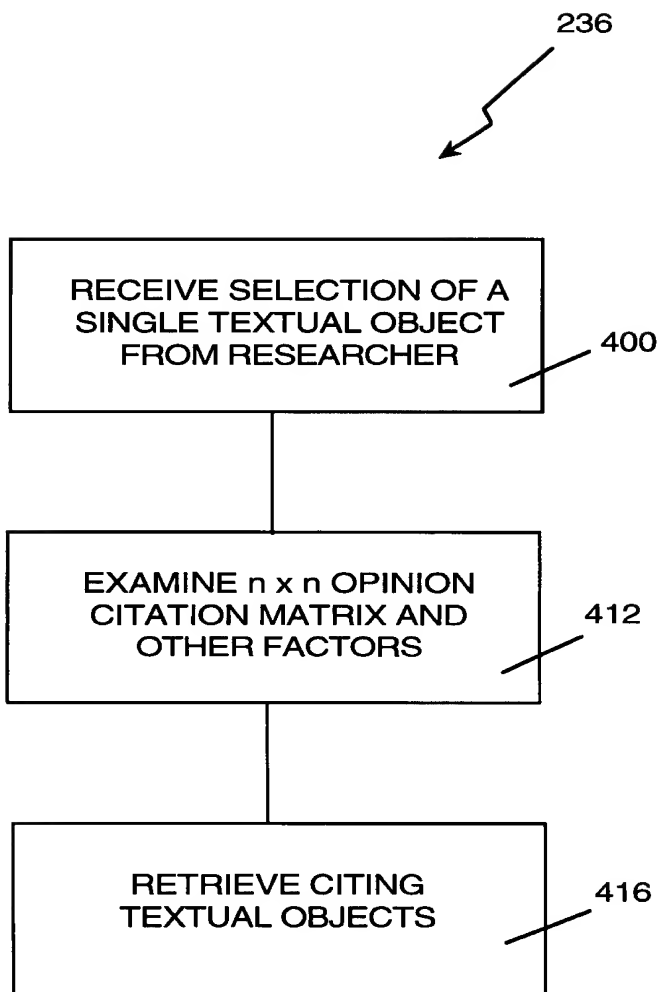 236
RECEIVE SELECTION OF A
SINGLE TEXTUAL OBJECT
FROM RESEARCHER
400
EXAMINE n x n OPINION
CITATION MATRIX AND
OTHER FACTORS
412
RETRIEVE CITING
TEXTUAL OBJECTS
416